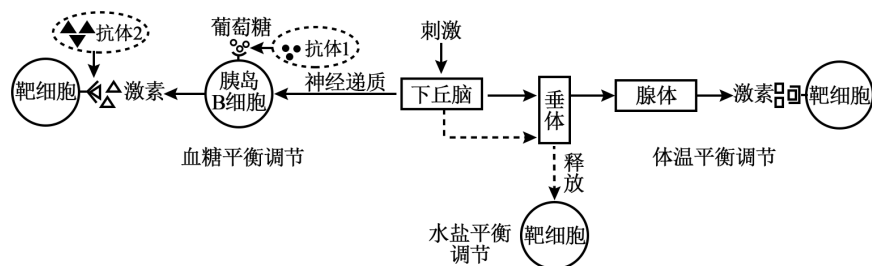 抗体2
葡萄糖
抗体1
刺激
靶细胞
激素
胰岛
B细胞
神经递质
下丘脑
垂体
腺体
激素
靶细胞
血糖平衡调节
释放
体温平衡调节
水盐平衡
调节
靶细胞